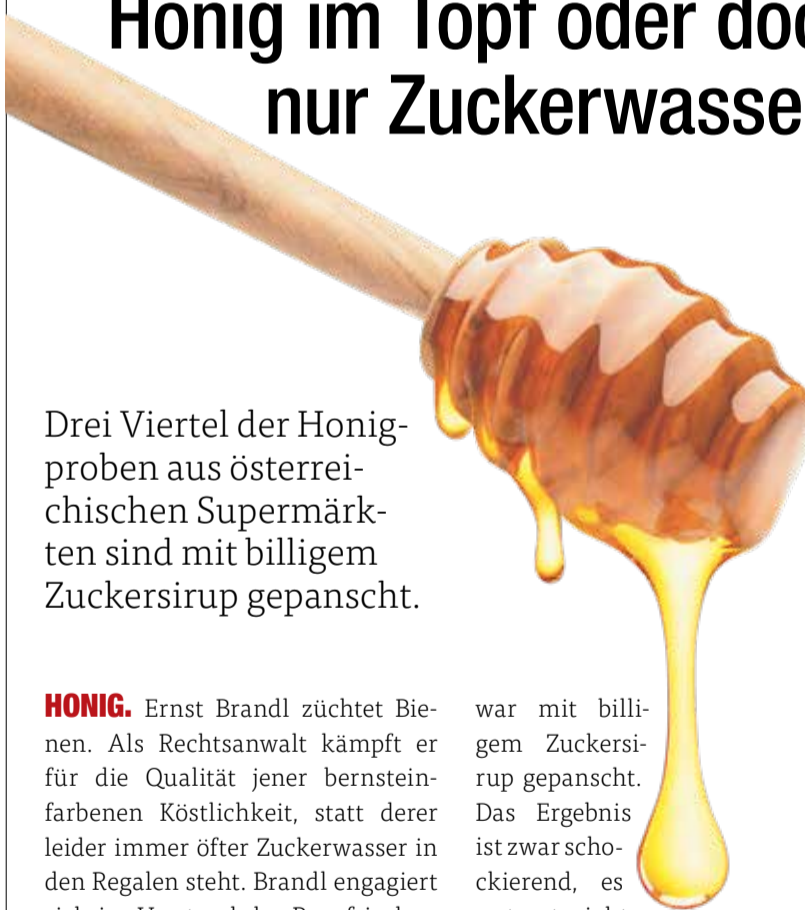 Honig im Topf oder doc
nur Zuckerwasse
Drei Viertel der Honig-
proben aus österrei-
chischen Supermärk-
ten sind mit billigem
Zuckersirup gepanscht.
HONIG. Ernst Brandl züchtet Bie-
nen. Als Rechtsanwalt kämpft er
für die Qualität jener bernstein-
farbenen Köstlichkeit, statt derer
leider immer öfter Zuckerwasser in
den Regalen steht. Brandl engagiert
war mit billi-
gem Zuckersi-
rup gepanscht.
Das Ergebnis
ist zwar scho-
ckierend, es